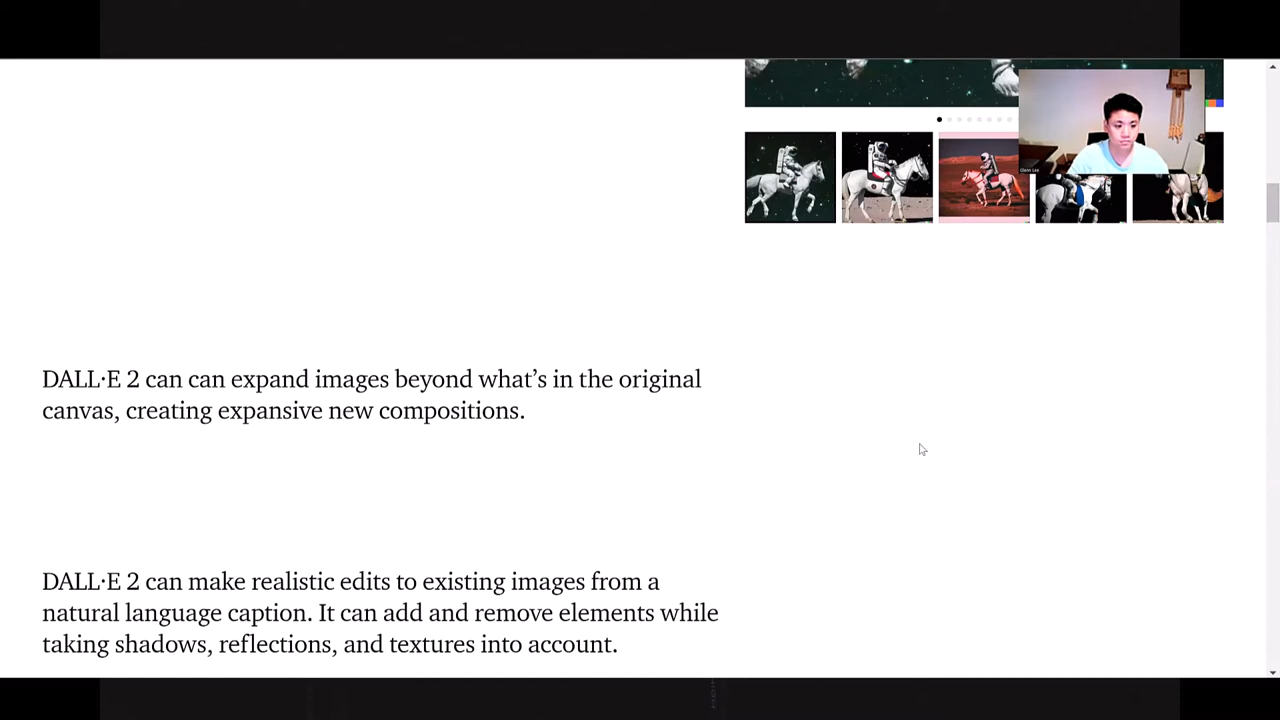 Glenn Lee
DALL·E 2 can can expand images beyond what’s in the original
canvas, creating expansive new compositions.
DALL·E 2 can make realistic edits to existing images from a
natural language caption. It can add and remove elements while
taking shadows, reflections, and textures into account.